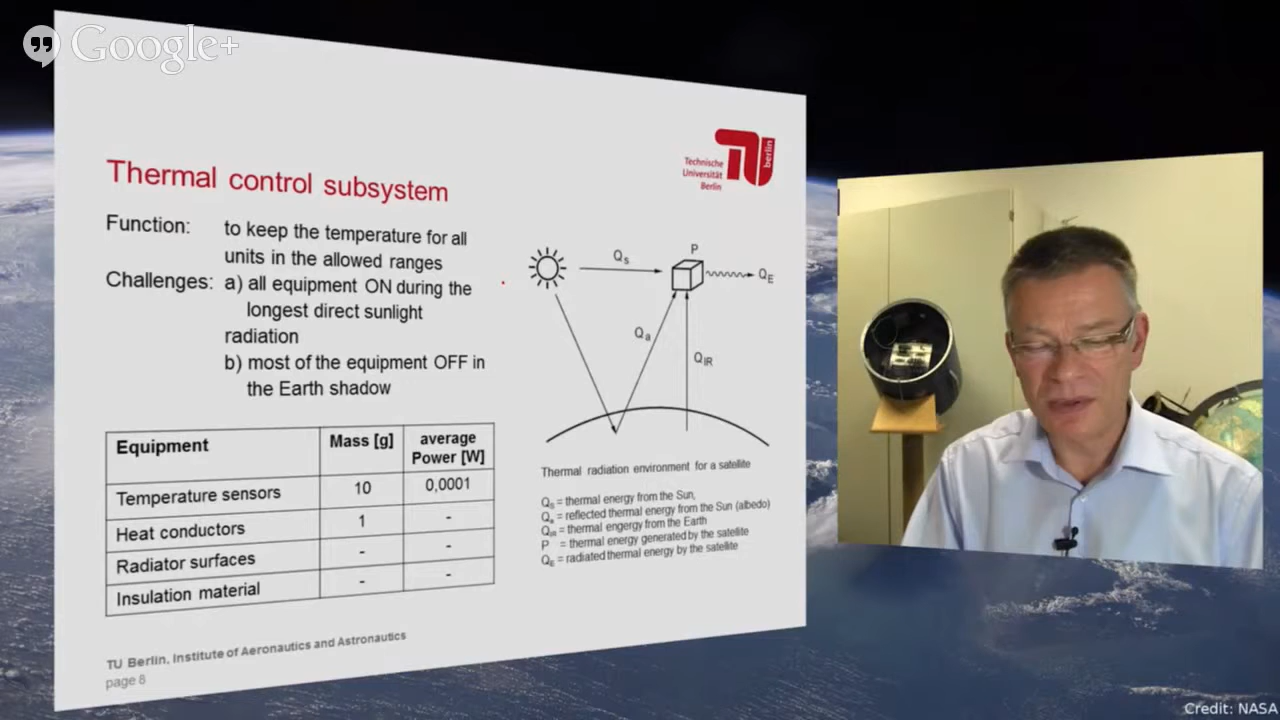 Google+
Technische
Universität
Berlin
berlin
Thermal control subsystem
Function: to keep the temperature for all
units in the allowed ranges
Challenges: a) all equipment ON during the
longest direct sunlight
radiation
b) most of the equipment OFF in
the Earth shadow
Equipment Mass [g] average Power [W]
Temperature sensors 10 0,0001
Heat conductors 1 -
Radiator surfaces - -
Insulation material - -
Qs
P
QE
Qa
QIR
Thermal radiation environment for a satellite
QS = thermal energy from the Sun,
Qa = reflected thermal energy from the Sun (albedo)
QIR = thermal engergy from the Earth
P = thermal energy generated by the satellite
QE = radiated thermal energy by the satellite
TU Berlin, Institute of Aeronautics and Astronautics
page 8
Credit: NASA